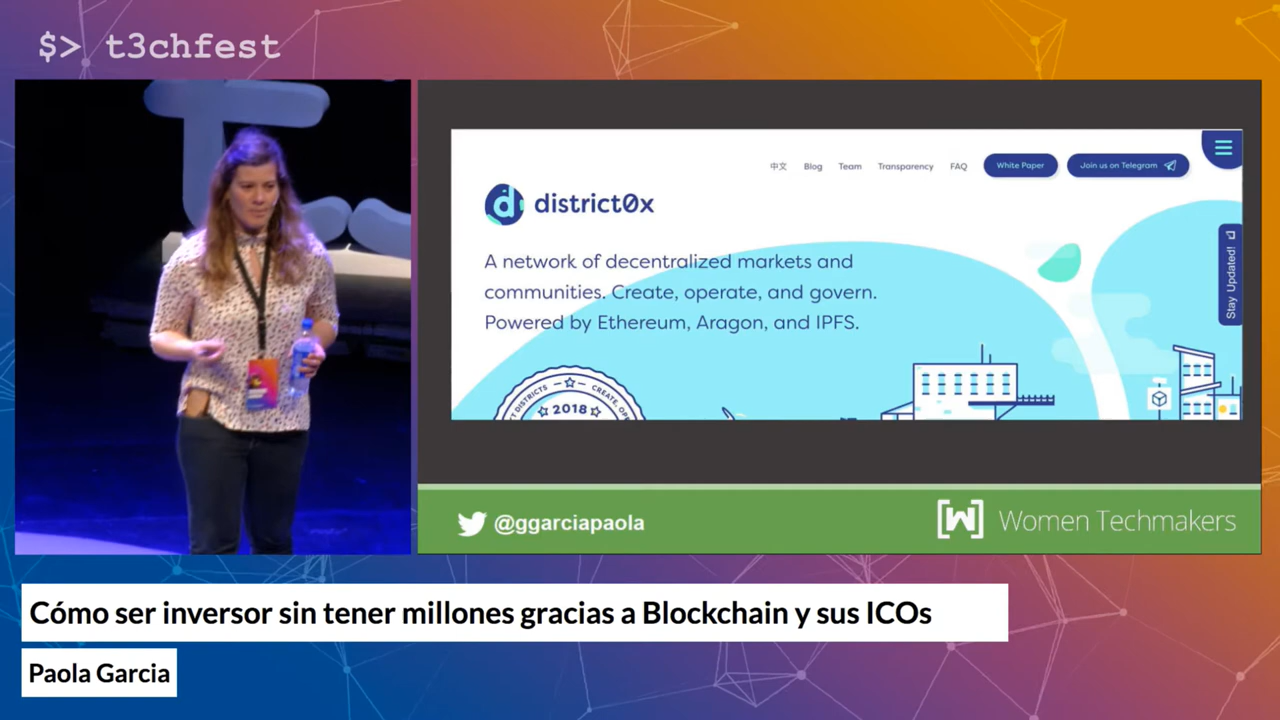 $> t3chfest
中文 Blog Team Transparency FAQ White Paper Join us on Telegram
district0x
A network of decentralized markets and
communities. Create, operate, and govern.
Powered by Ethereum, Aragon, and IPFS.
Stay Updated!
DISTRICTS ☆ CREATE,
☆ 2018 ☆
@ggarciapaola
[W] Women Techmakers
Cómo ser inversor sin tener millones gracias a Blockchain y sus ICOs
Paola Garcia